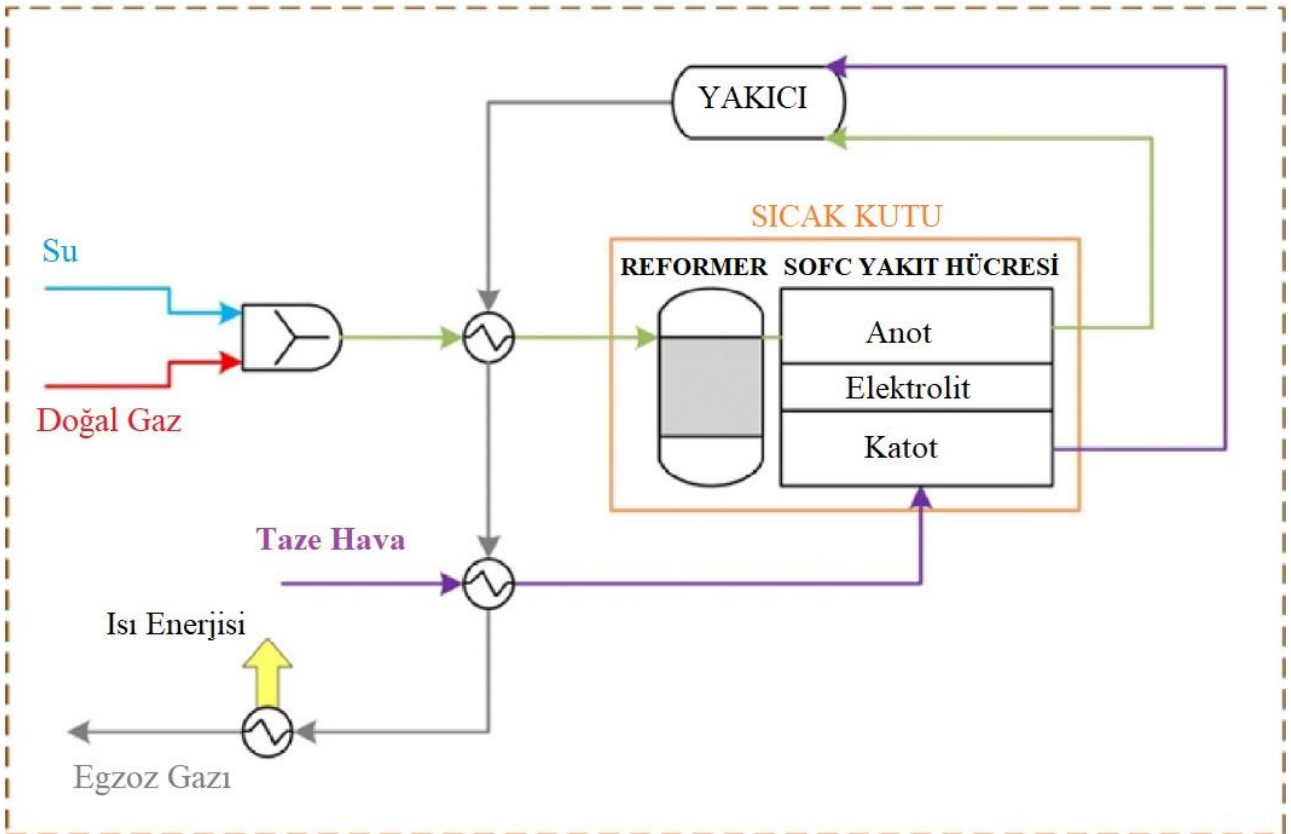 YAKICI
SICAK KUTU
Su
REFORMER SOFC YAKIT HÜCRESİ
Anot
Elektrolit
Doğal Gaz
Katot
Taze Hava
Isı Enerjisi
Egzoz Gazı